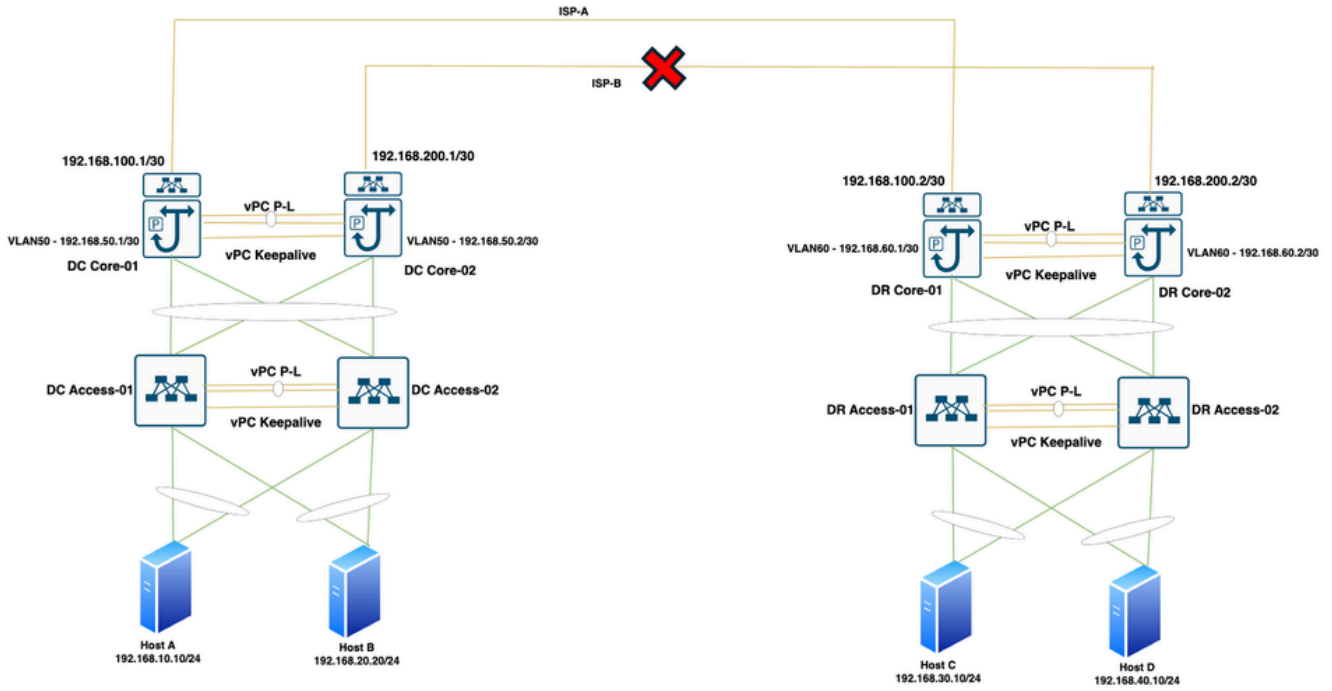 ISP-A
ISP-B
192.168.100.1/30
192.168.200.1/30
vPC P-L
P
P
VLAN50 - 192.168.50.1/30
VLAN50 - 192.168.50.2/30
vPC Keepalive
DC Core-01
DC Core-02
DC Access-01
vPC P-L
DC Access-02
vPC Keepalive
Host A
192.168.10.10/24
Host B
192.168.20.20/24
192.168.100.2/30
192.168.200.2/30
vPC P-L
P
P
VLAN60 - 192.168.60.1/30
VLAN60 - 192.168.60.2/30
vPC Keepalive
DR Core-01
DR Core-02
DR Access-01
vPC P-L
DR Access-02
vPC Keepalive
Host C
192.168.30.10/24
Host D
192.168.40.10/24